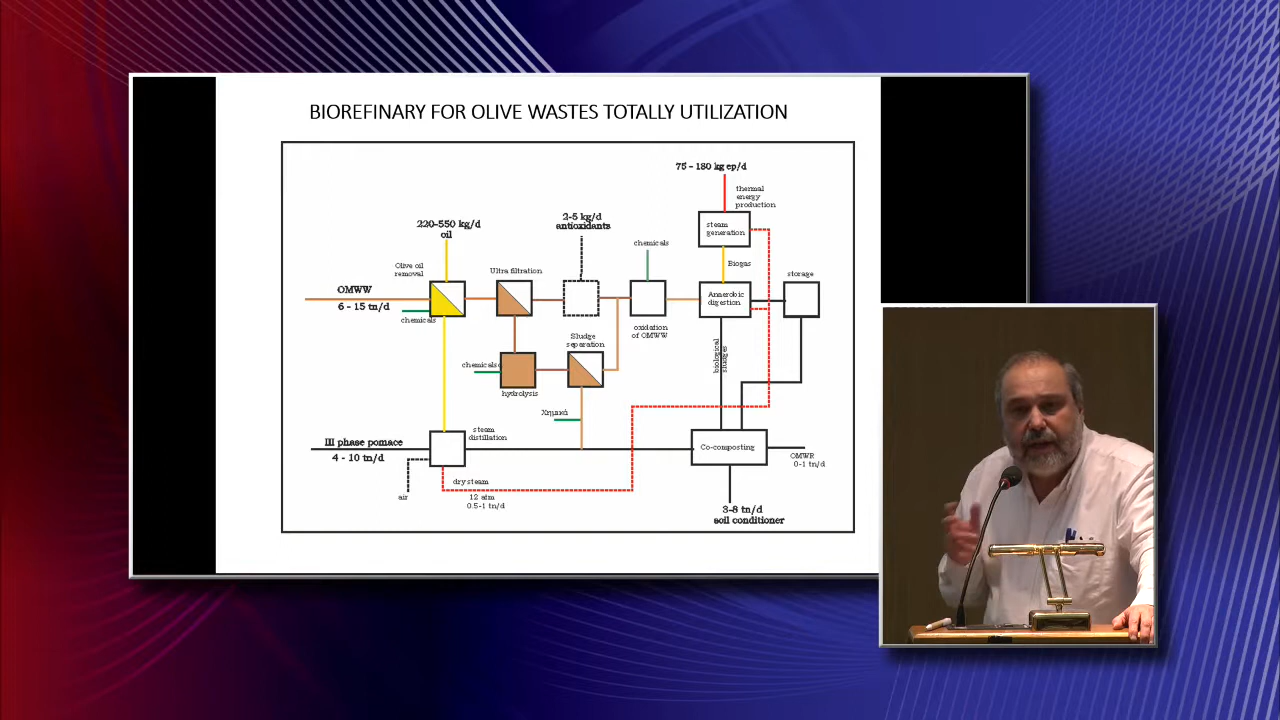 BIOREFINARY FOR OLIVE WASTES TOTALLY UTILIZATION
75 - 180 kg ep/d
thermal
energy
production
220-550 kg/d
oil
2-5 kg/d
antioxidants
steam
generation
chemicals
Olive oil
removal
Ultra filtration
Biogas
storage
OMWW
6 - 15 tn/d
chemicals
Anaerobic
digestion
oxidation
of OMWW
Sludge
separation
biological
sludges
chemicals
hydrolysis
Χημικά
steam
distillation
III phase pomace
4 - 10 tn/d
Co-composting
OMWR
0-1 tn/d
air
dry steam
12 atm
0.5-1 tn/d
3-8 tn/d
soil conditioner